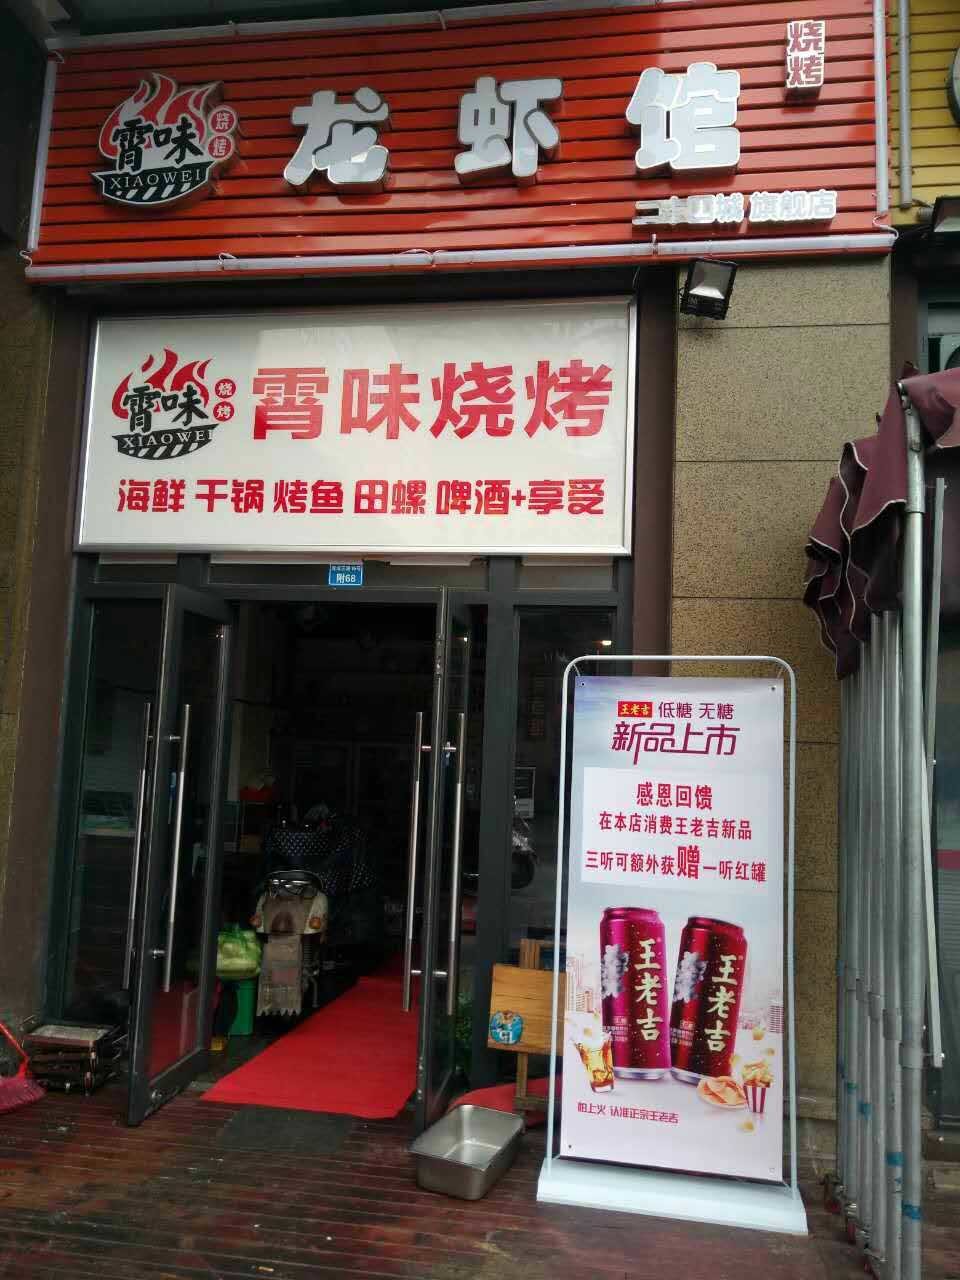 烧烤
霄味
烧烤
XIAOWEI
龙虾馆
二十四城 旗舰店
霄味
烧烤
XIAOWEI
霄味烧烤
海鲜 干锅 烤鱼 田螺 啤酒+享受
附68
王老吉 低糖 无糖
新品上市
感恩回馈
在本店消费王老吉新品
三听可额外获赠一听红罐
王老吉
王老吉
怕上火 认准正宗王老吉